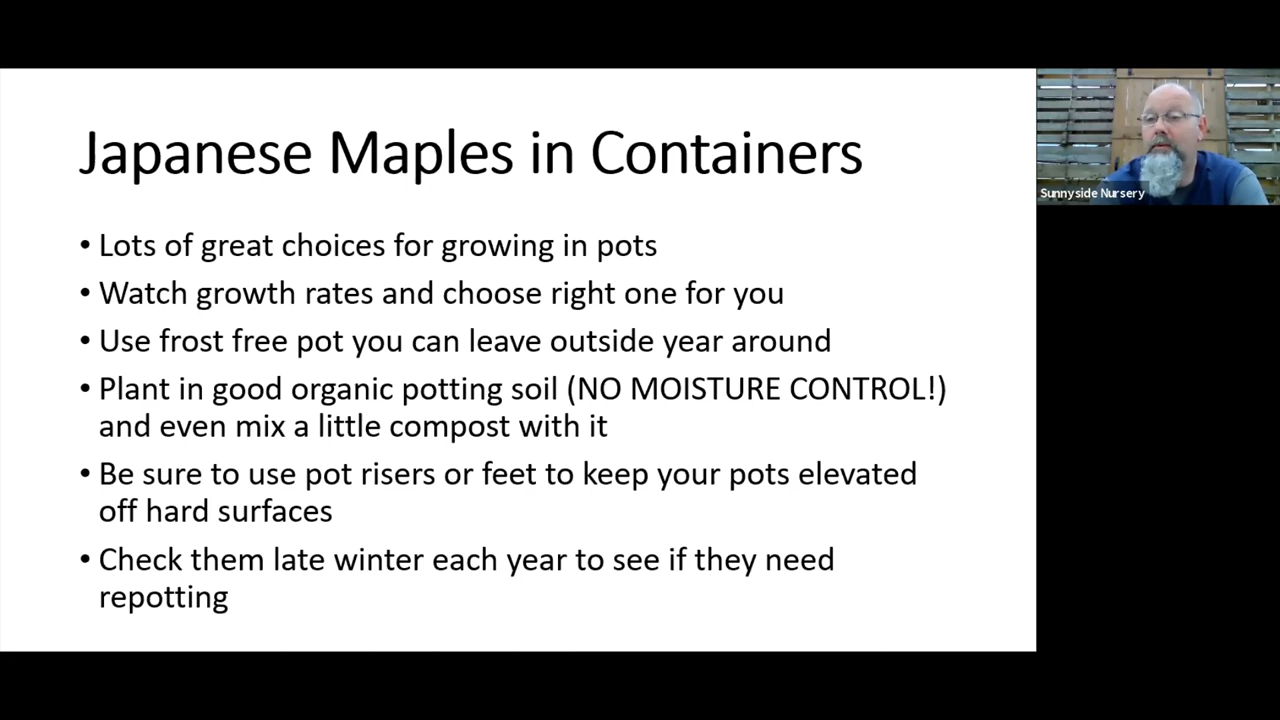 Japanese Maples in Containers
• Lots of great choices for growing in pots
• Watch growth rates and choose right one for you
• Use frost free pot you can leave outside year around
• Plant in good organic potting soil (NO MOISTURE CONTROL!)
and even mix a little compost with it
• Be sure to use pot risers or feet to keep your pots elevated
off hard surfaces
• Check them late winter each year to see if they need
repotting
Sunnyside Nursery